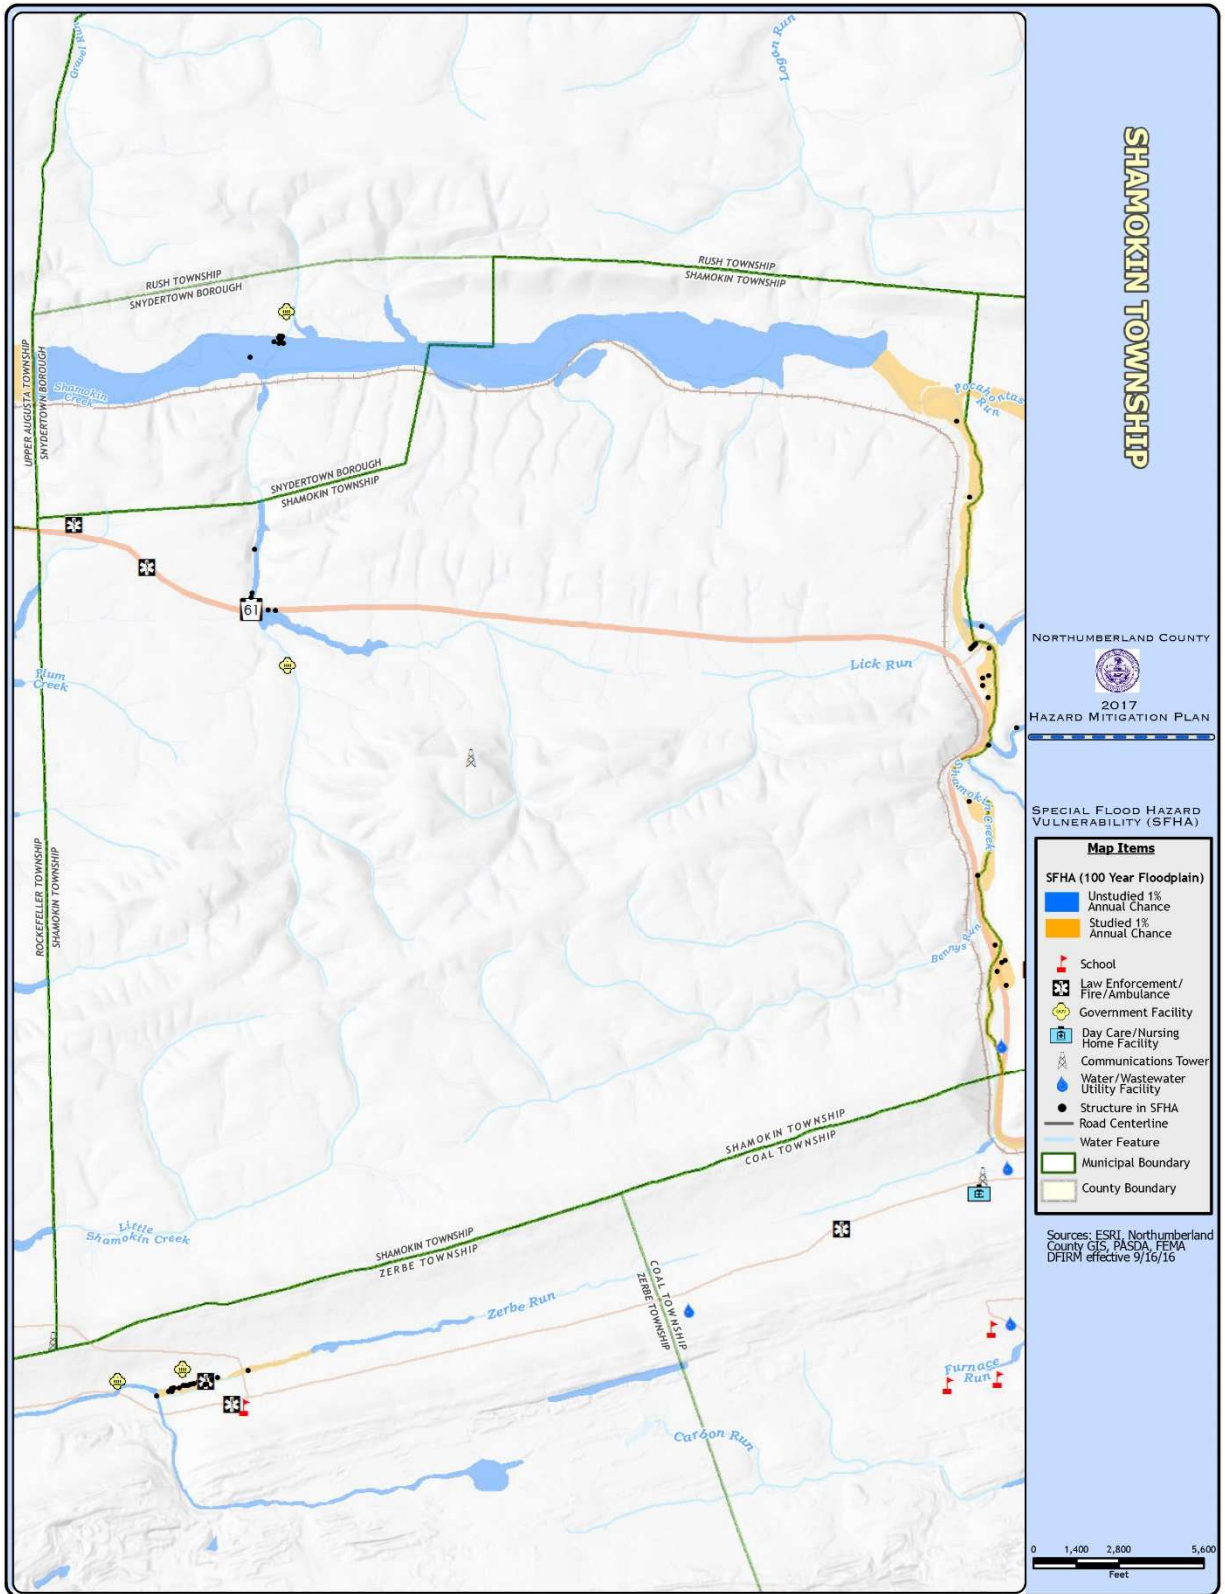 Gravel Run
Logan Run
RUSH TOWNSHIP
SNYDERTOWN BOROUGH
RUSH TOWNSHIP
SHAMOKIN TOWNSHIP
UPPER AUGUSTA TOWNSHIP
SNYDERTOWN BOROUGH
Shamokin
Creek
Pocahontas
Run
SNYDERTOWN BOROUGH
SHAMOKIN TOWNSHIP
61
Plum
Creek
Lick Run
Shamokin Creek
ROCKEFELLER TOWNSHIP
SHAMOKIN TOWNSHIP
Bennys Run
SHAMOKIN TOWNSHIP
COAL TOWNSHIP
Little
Shamokin Creek
SHAMOKIN TOWNSHIP
ZERBE TOWNSHIP
COAL TOWNSHIP
ZERBE TOWNSHIP
Zerbe Run
Furnace
Run
Carbon Run
SHAMOKIN TOWNSHIP
NORTHUMBERLAND COUNTY
2017
HAZARD MITIGATION PLAN
SPECIAL FLOOD HAZARD
VULNERABILITY (SFHA)
Map Items
SFHA (100 Year Floodplain)
Unstudied 1%
Annual Chance
Studied 1%
Annual Chance
School
Law Enforcement/
Fire/Ambulance
Government Facility
Day Care/Nursing
Home Facility
Communications Tower
Water/Wastewater
Utility Facility
Structure in SFHA
Road Centerline
Water Feature
Municipal Boundary
County Boundary
Sources: ESRI, Northumberland
County GIS, PASDA, FEMA
DFIRM effective 9/16/16
0 1,400 2,800 5,600
Feet